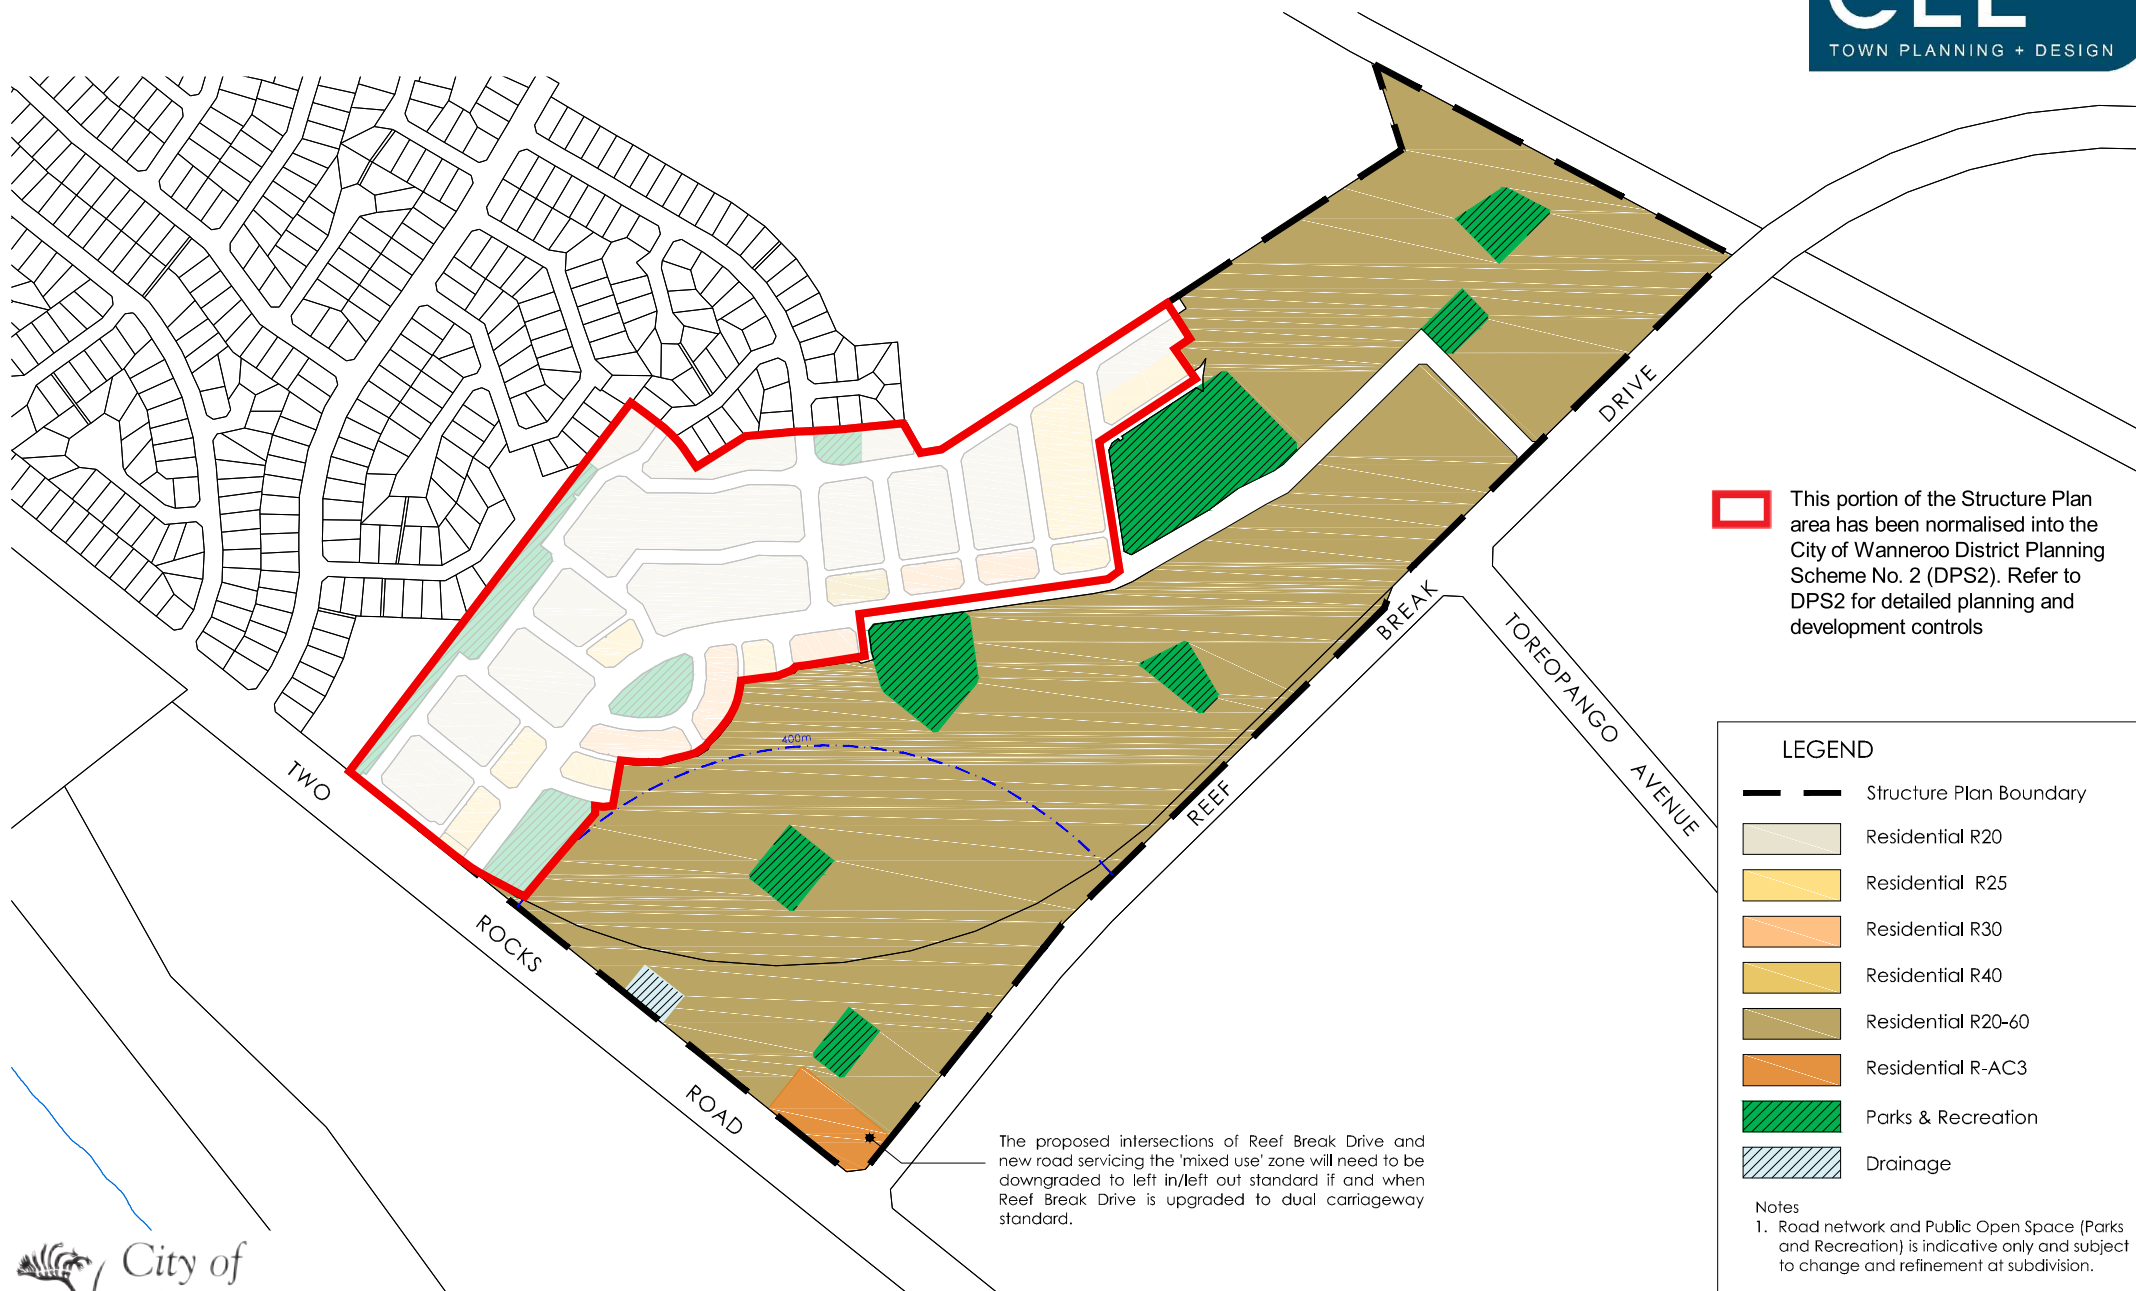 TOWN PLANNING + DESIGN
DRIVE
This portion of the Structure Plan
area has been normalised into the
City of Wanneroo District Planning
Scheme No. 2 (DPS2). Refer to
DPS2 for detailed planning and
development controls
BREAK
TOREOPANGO AVENUE
REEF
400m
TWO
ROCKS
ROAD
LEGEND
Structure Plan Boundary
Residential R20
Residential R25
Residential R30
Residential R40
Residential R20-60
Residential R-AC3
Parks & Recreation
Drainage
The proposed intersections of Reef Break Drive and
new road servicing the 'mixed use' zone will need to be
downgraded to left in/left out standard if and when
Reef Break Drive is upgraded to dual carriageway
standard.
Notes
1. Road network and Public Open Space (Parks
and Recreation) is indicative only and subject
to change and refinement at subdivision.
City of